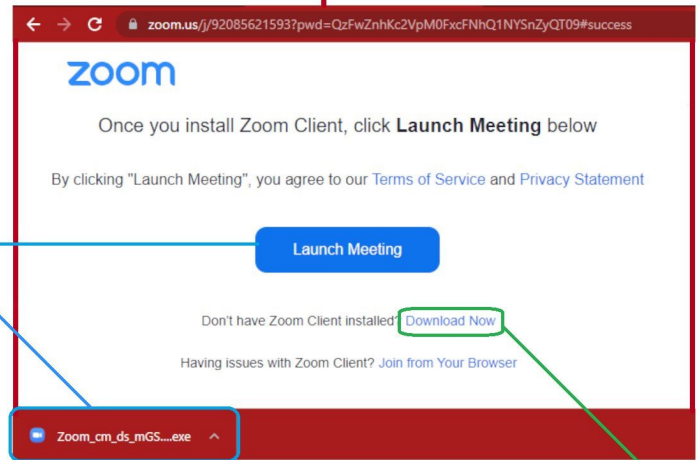 zoom.us/j/92085621593?pwd=QzFwZnhKc2VpM0FxcFNhQ1NYSnZyQT09#success
zoom
Once you install Zoom Client, click Launch Meeting below
By clicking "Launch Meeting", you agree to our Terms of Service and Privacy Statement
Launch Meeting
Don't have Zoom Client installed? Download Now
Having issues with Zoom Client? Join from Your Browser
Zoom_cm_ds_mGS....exe